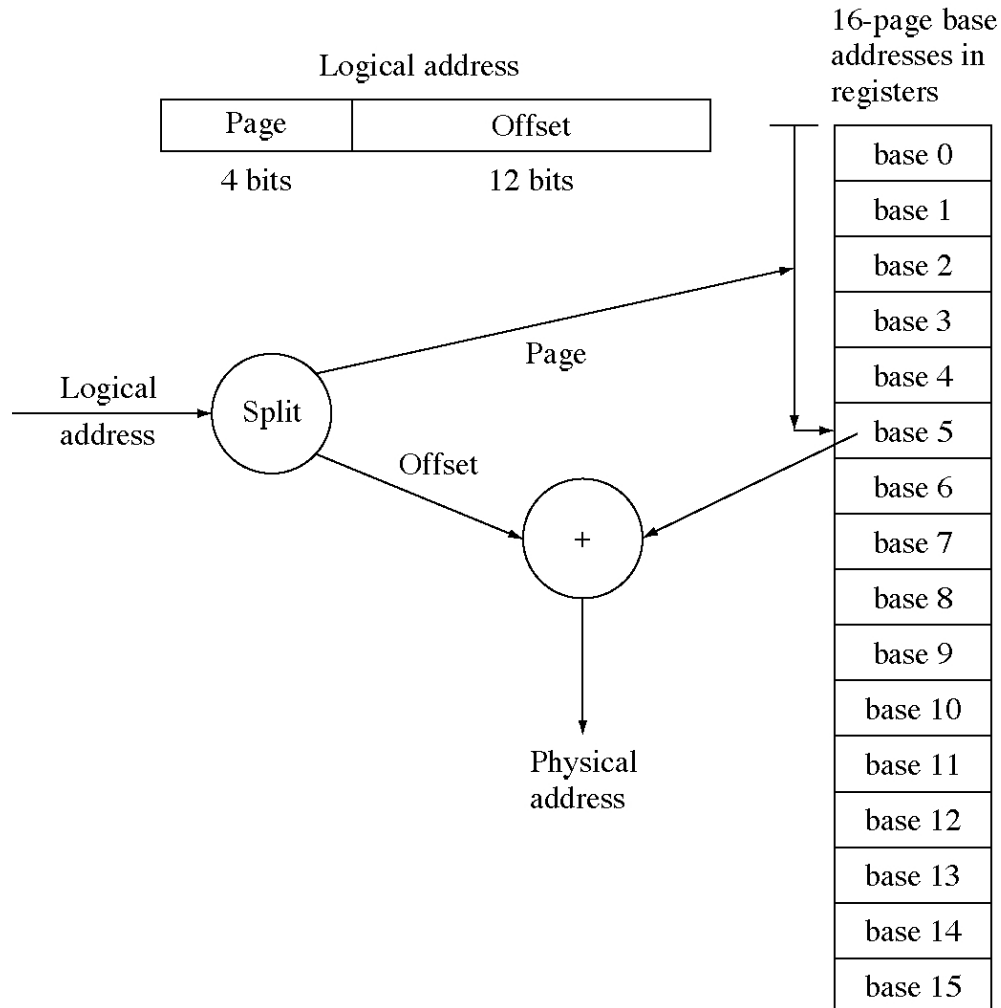 16-page base
addresses in
registers
Logical address
Page Offset
4 bits 12 bits
base 0
base 1
base 2
base 3
base 4
base 5
base 6
base 7
base 8
base 9
base 10
base 11
base 12
base 13
base 14
base 15
Page
Logical
address
Split
Offset
+
Physical
address